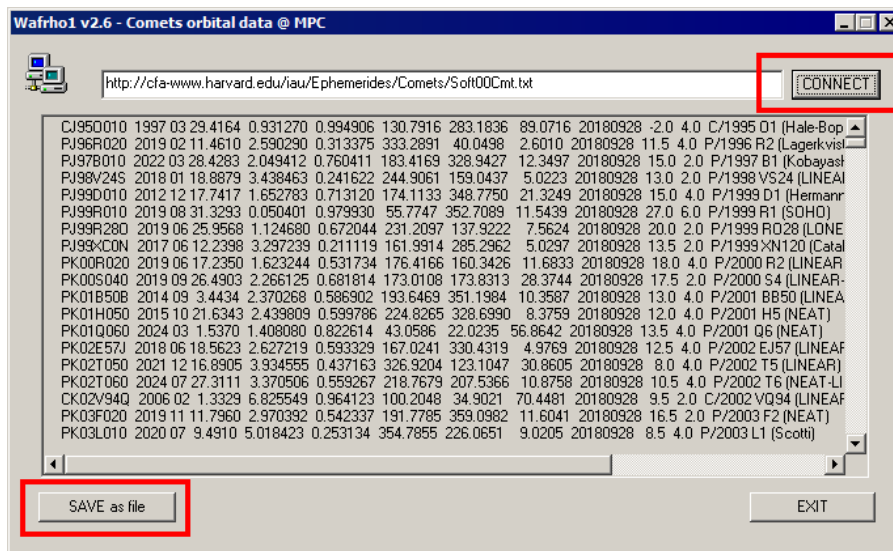 Wafrho1 v2.6 - Comets orbital data @ MPC
http://cfa-www.harvard.edu/iau/Ephemerides/Comets/Soft00Cmt.txt
CONNECT
CJ95O010 1997 03 29.4164 0.931270 0.994906 130.7916 283.1836 89.0716 20180928 -2.0 4.0 C/1995 O1 (Hale-Bop
PJ96R020 2019 02 11.4610 2.590290 0.313375 333.2891 40.0498 2.6010 20180928 11.5 4.0 P/1996 R2 (Lagerkvis
PJ97B010 2022 03 28.4283 2.049412 0.760411 183.4169 328.9427 12.3497 20180928 15.0 2.0 P/1997 B1 (Kobayash
PJ98V24S 2018 01 18.8879 3.438463 0.241622 244.9061 159.0437 5.0223 20180928 13.0 2.0 P/1998 VS24 (LINEAI
PJ99D010 2012 12 17.7417 1.652783 0.713120 174.1133 348.7750 21.3249 20180928 15.0 4.0 P/1999 D1 (Hermann
PJ99R010 2019 08 31.3293 0.050401 0.979930 55.7747 352.7089 11.5439 20180928 27.0 6.0 P/1999 R1 (SOHO)
PJ99R28O 2019 06 25.9568 1.124680 0.672044 231.2097 137.9222 7.5624 20180928 20.0 2.0 P/1999 RO28 (LONE
PJ99XC0N 2017 06 12.2398 3.297239 0.211119 161.9914 285.2962 5.0297 20180928 13.5 2.0 P/1999 XN120 (Catal
PK00R020 2019 06 17.2350 1.623244 0.531734 176.4166 160.3426 11.6833 20180928 18.0 4.0 P/2000 R2 (LINEAR
PK00S040 2019 09 26.4903 2.266125 0.681814 173.0108 173.8313 28.3744 20180928 17.5 2.0 P/2000 S4 (LINEAR-
PK01B50B 2014 09 3.4434 2.370268 0.586902 193.6469 351.1984 10.3587 20180928 13.0 4.0 P/2001 BB50 (LINEA
PK01H050 2015 10 21.6343 2.439809 0.599786 224.8265 328.6990 8.3759 20180928 12.0 4.0 P/2001 H5 (NEAT)
PK01Q060 2024 03 1.5370 1.408080 0.822614 43.0586 22.0235 56.8642 20180928 13.5 4.0 P/2001 Q6 (NEAT)
PK02E57J 2018 06 18.5623 2.627219 0.593329 167.0241 330.4319 4.9769 20180928 12.5 4.0 P/2002 EJ57 (LINEAF
PK02T050 2021 12 16.8905 3.934555 0.437163 326.9204 123.1047 30.8605 20180928 8.0 4.0 P/2002 T5 (LINEAR)
PK02T060 2024 07 27.3111 3.370506 0.559267 218.7679 207.5366 10.8758 20180928 10.5 4.0 P/2002 T6 (NEAT-LI
CK02V94Q 2006 02 1.3329 6.825549 0.964123 100.2048 34.9021 70.4481 20180928 9.5 2.0 C/2002 VQ94 (LINEAF
PK03F020 2019 11 11.7960 2.970392 0.542337 191.7785 359.0982 11.6041 20180928 16.5 2.0 P/2003 F2 (NEAT)
PK03L010 2020 07 9.4910 5.018423 0.253134 354.7855 226.0651 9.0205 20180928 8.5 4.0 P/2003 L1 (Scotti)
SAVE as file
EXIT